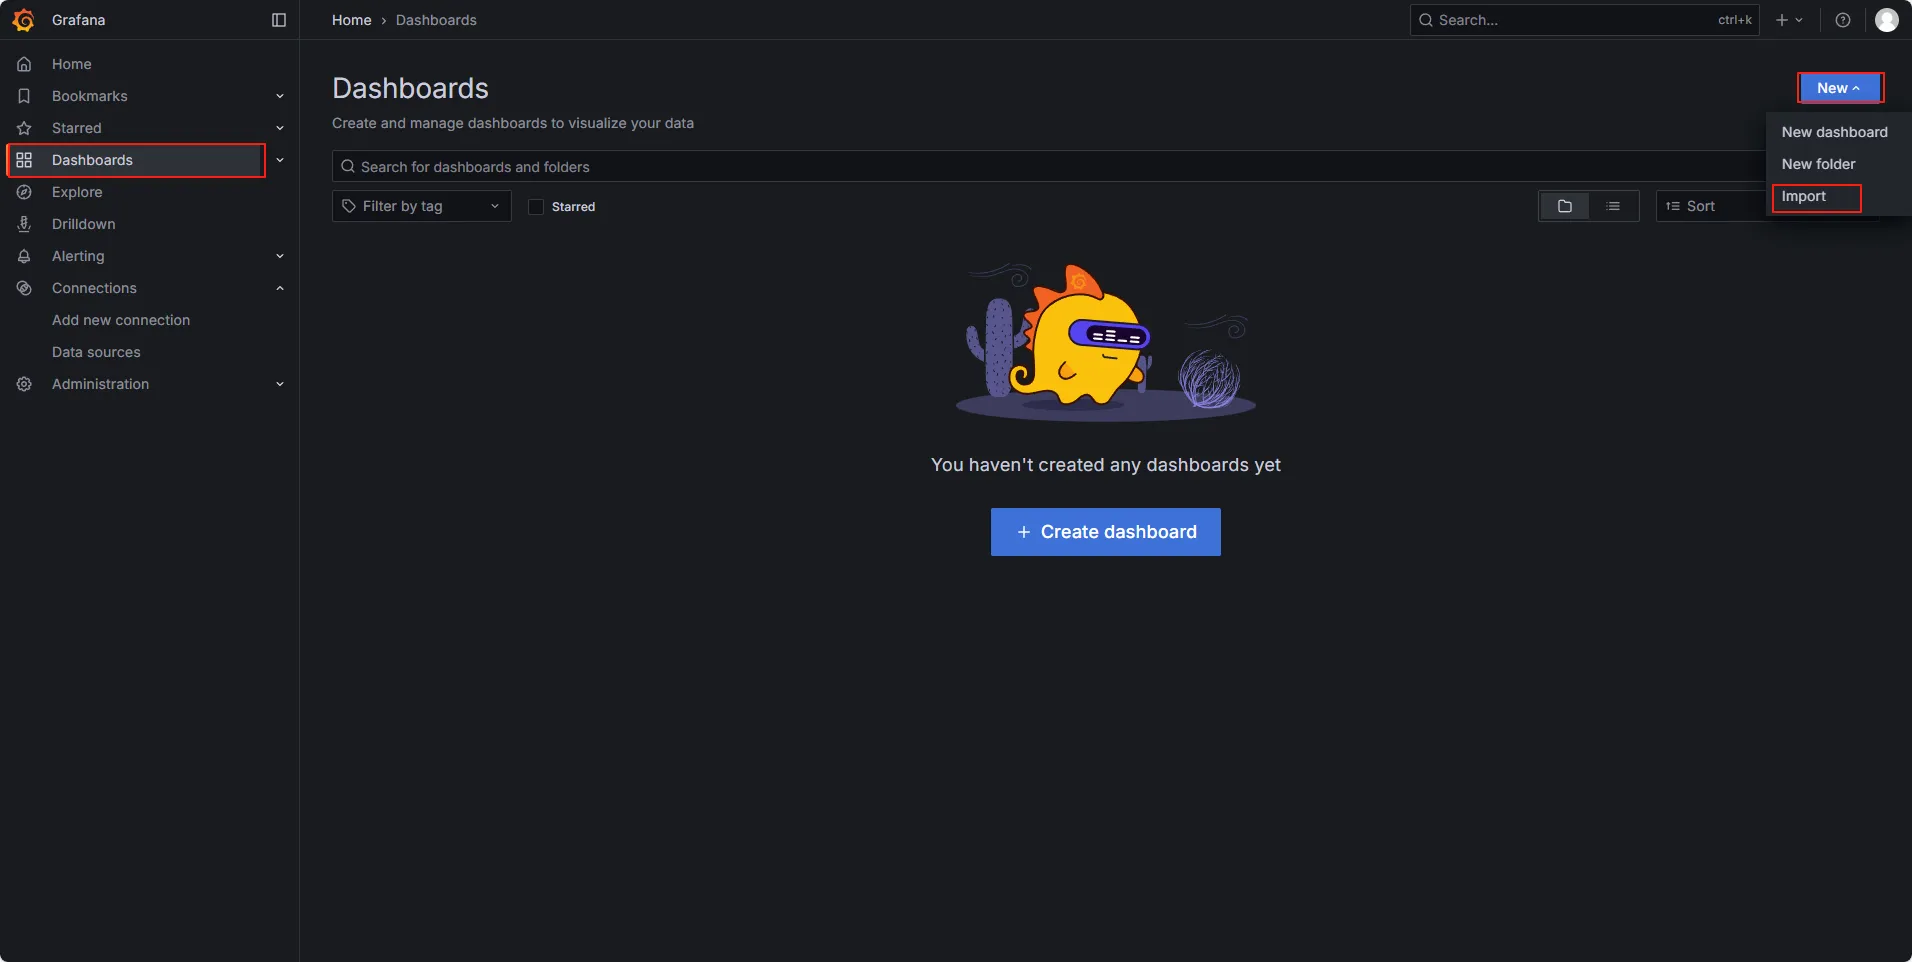 Grafana
Home
Bookmarks
Starred
Dashboards
Explore
Drilldown
Alerting
Connections
Add new connection
Data sources
Administration
Home › Dashboards
Search...
ctrl+k
Dashboards
Create and manage dashboards to visualize your data
New
New dashboard
New folder
Import
Search for dashboards and folders
Filter by tag
Starred
Sort
You haven't created any dashboards yet
+ Create dashboard